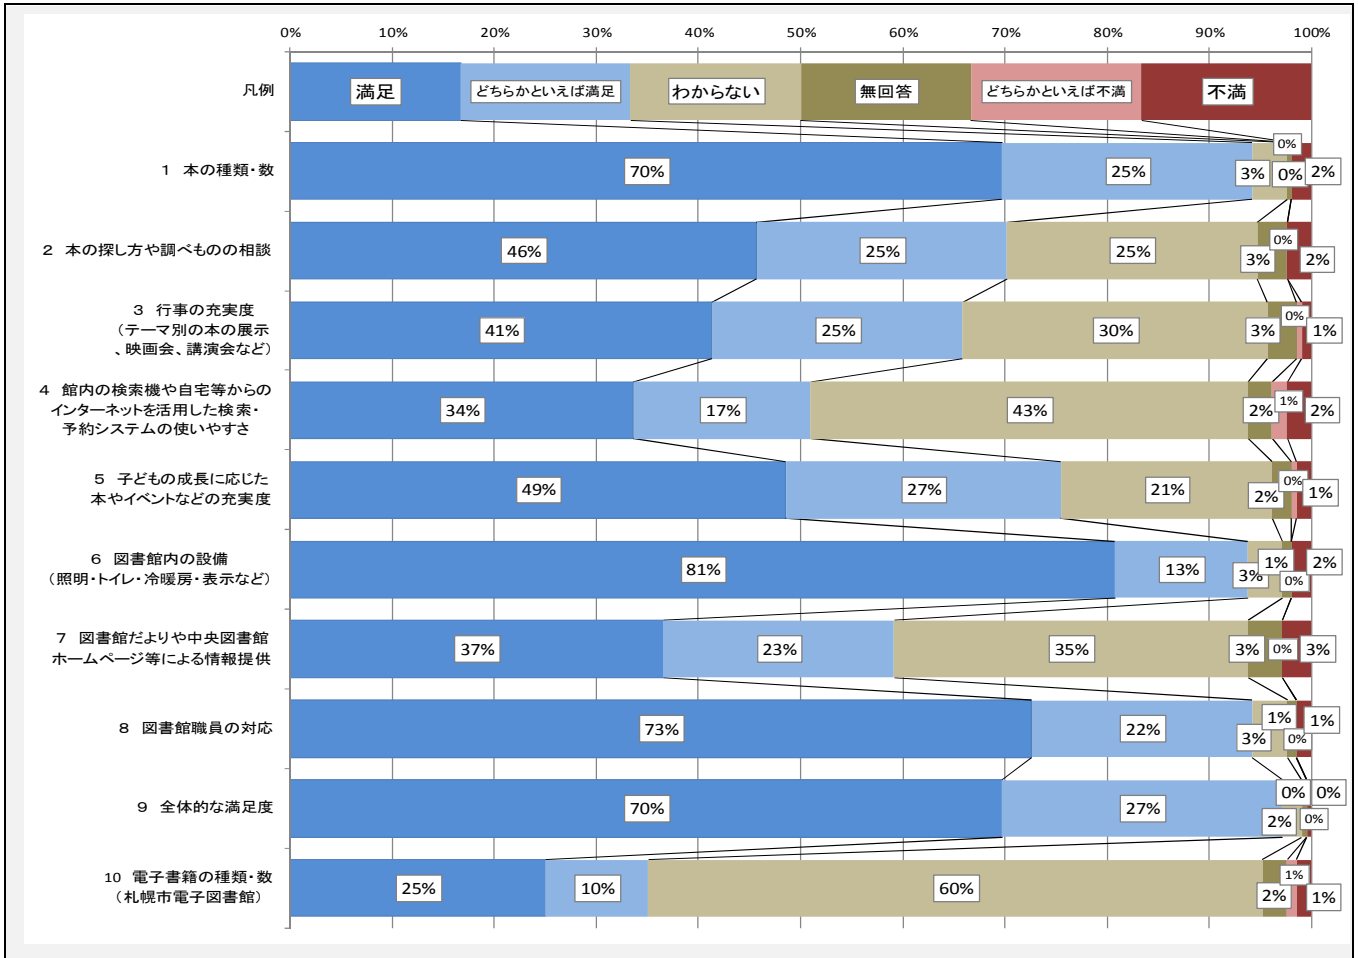 0% 10% 20% 30% 40% 50% 60% 70% 80% 90% 100%
凡例 満足 どちらかといえば満足 わからない 無回答 どちらかといえば不満 不満
1 本の種類・数 70% 25% 3% 0% 0% 2%
2 本の探し方や調べものの相談 46% 25% 25% 3% 0% 2%
3 行事の充実度
(テーマ別の本の展示
、映画会、講演会など) 41% 25% 30% 3% 0% 1%
4 館内の検索機や自宅等からの
インターネットを活用した検索・
予約システムの使いやすさ 34% 17% 43% 2% 1% 2%
5 子どもの成長に応じた
本やイベントなどの充実度 49% 27% 21% 2% 0% 1%
6 図書館内の設備
(照明・トイレ・冷暖房・表示など) 81% 13% 3% 1% 0% 2%
7 図書館だよりや中央図書館
ホームページ等による情報提供 37% 23% 35% 3% 0% 3%
8 図書館職員の対応 73% 22% 3% 1% 0% 1%
9 全体的な満足度 70% 27% 2% 0% 0% 0%
10 電子書籍の種類・数
(札幌市電子図書館) 25% 10% 60% 2% 1% 1%